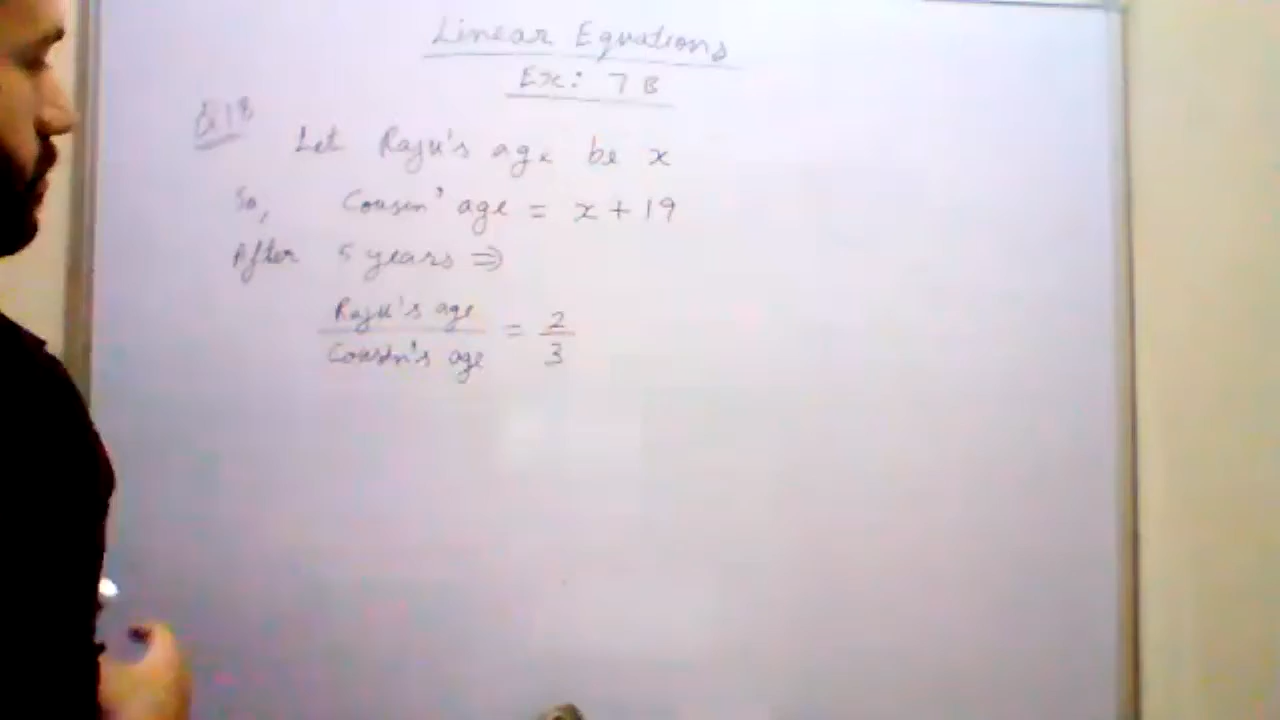 Linear Equations
Ex: 7B
Q.18
Let Raju's age be x
So, Cousin' age = x + 19
After 5 years ⇒
Raju's age / Cousin's age = 2/3